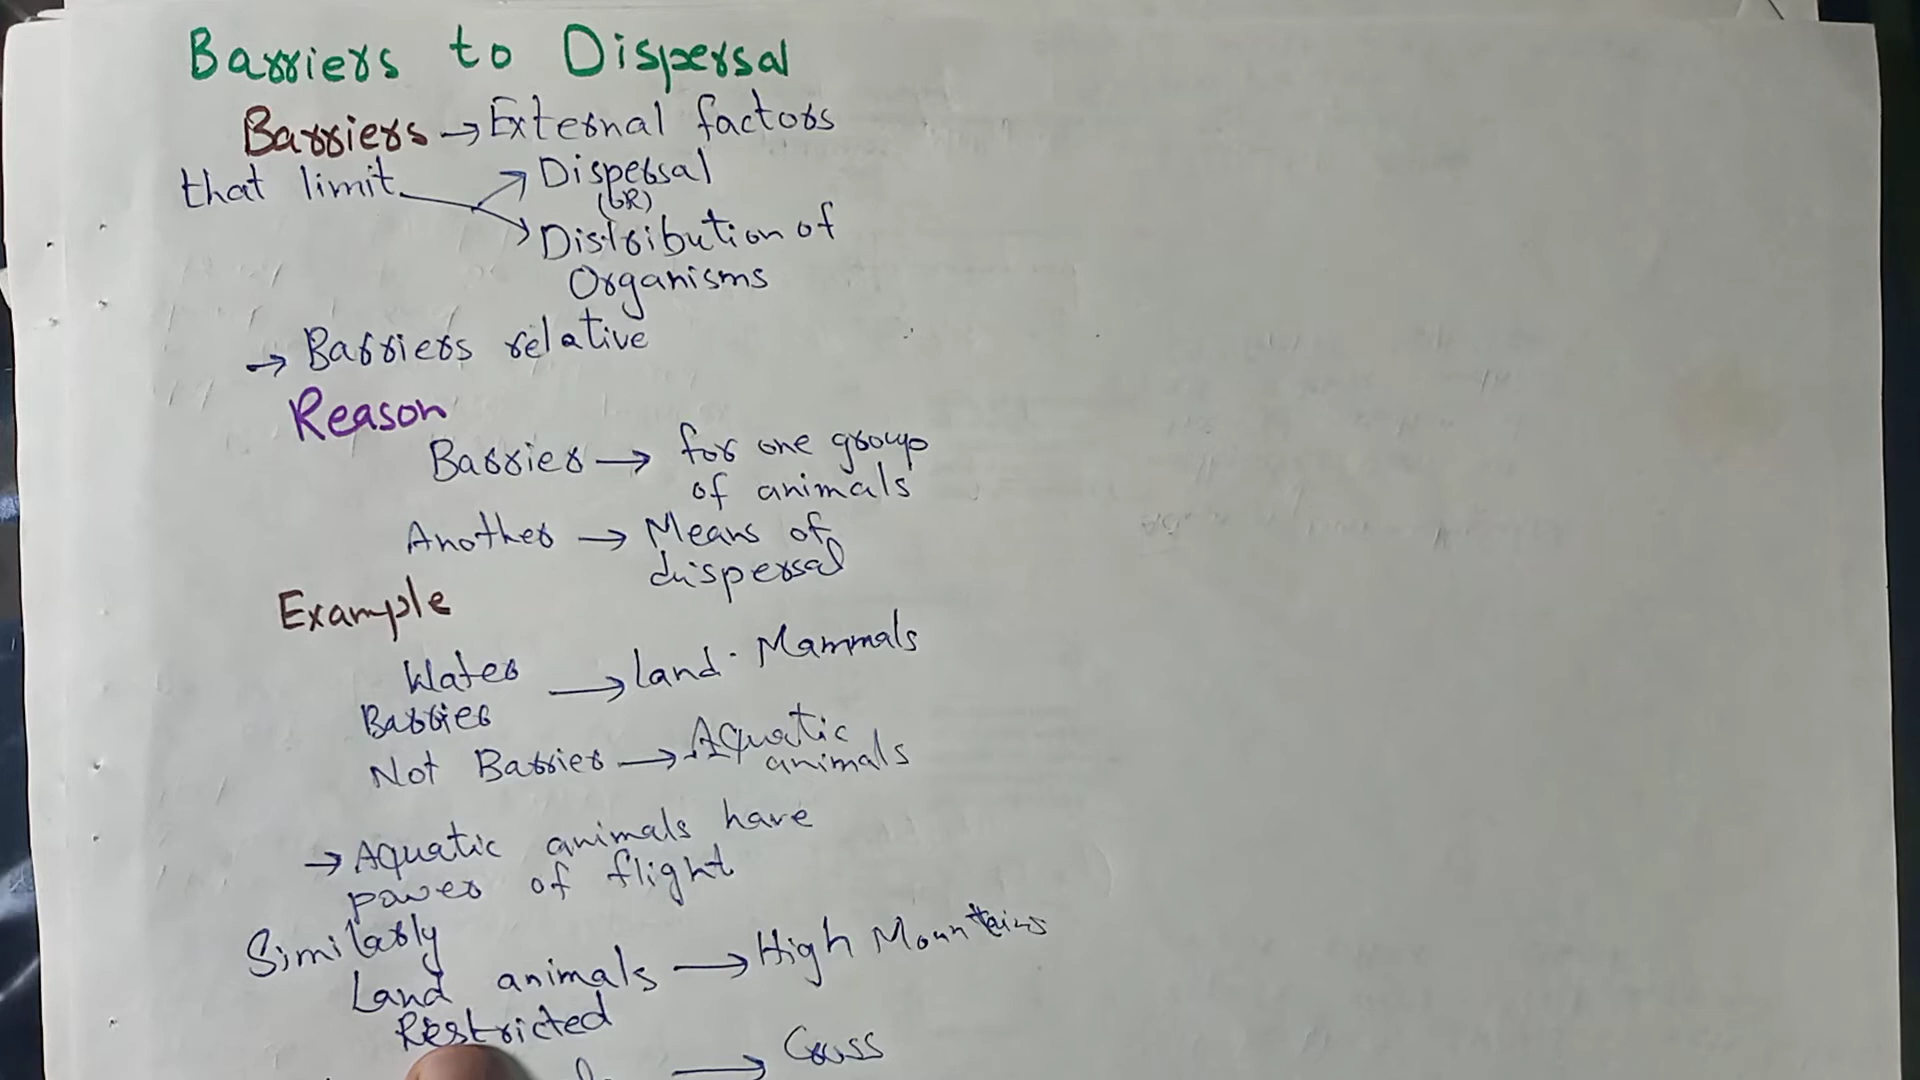 Barriers to Dispersal
Barriers → External factors
that limit → Dispersal
(OR)
→ Distribution of
Organisms
→ Barriers relative
Reason
Barrier → for one group
of animals
Another → Means of
dispersal
Example
Water → Land Mammals
Barrier
Not Barrier → Aquatic
animals
→ Aquatic animals have
power of flight
Similarly
Land animals → High Mountains
Restricted
→ Cross